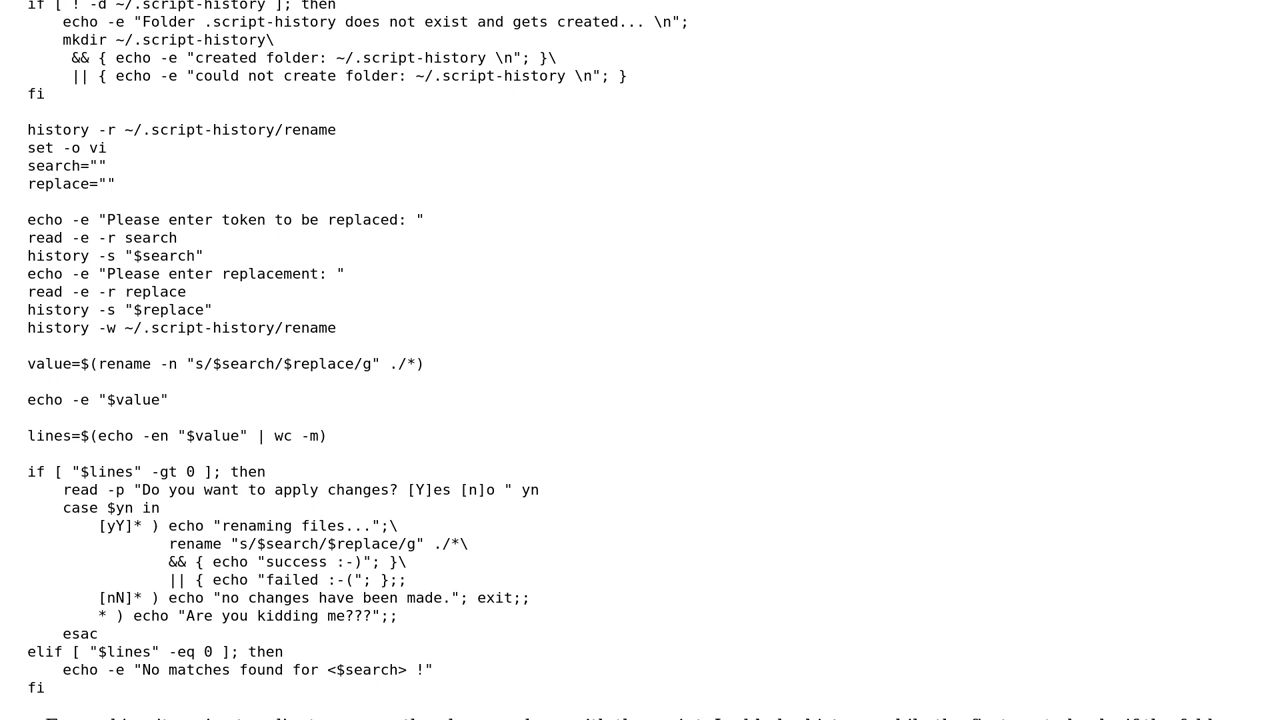 if [ ! -d ~/.script-history ]; then
    echo -e "Folder .script-history does not exist and gets created... \n";
    mkdir ~/.script-history\
     && { echo -e "created folder: ~/.script-history \n"; }\
     || { echo -e "could not create folder: ~/.script-history \n"; }
fi

history -r ~/.script-history/rename
set -o vi
search=""
replace=""

echo -e "Please enter token to be replaced: "
read -e -r search
history -s "$search"
echo -e "Please enter replacement: "
read -e -r replace
history -s "$replace"
history -w ~/.script-history/rename

value=$(rename -n "s/$search/$replace/g" ./*)

echo -e "$value"

lines=$(echo -en "$value" | wc -m)

if [ "$lines" -gt 0 ]; then
    read -p "Do you want to apply changes? [Y]es [n]o " yn
    case $yn in
        [yY]* ) echo "renaming files...";\
                rename "s/$search/$replace/g" ./*\
                && { echo "success :-)"; }\
                || { echo "failed :-("; };;
        [nN]* ) echo "no changes have been made."; exit;;
        * ) echo "Are you kidding me???";;
    esac
elif [ "$lines" -eq 0 ]; then
    echo -e "No matches found for <$search> !"
fi